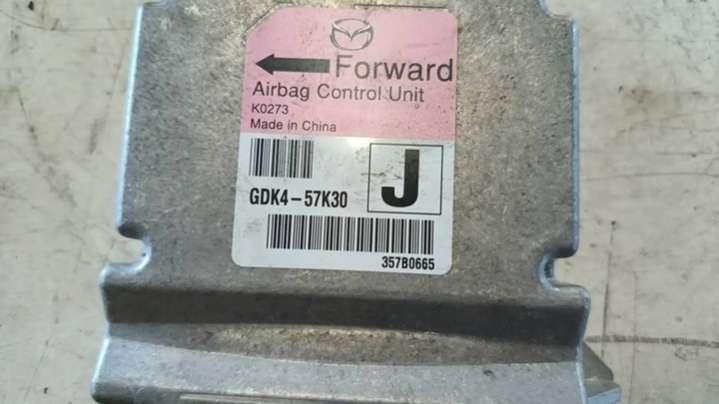 Forward
Airbag Control Unit
K0273
Made in China
J
GDK4-57K30
357B0665